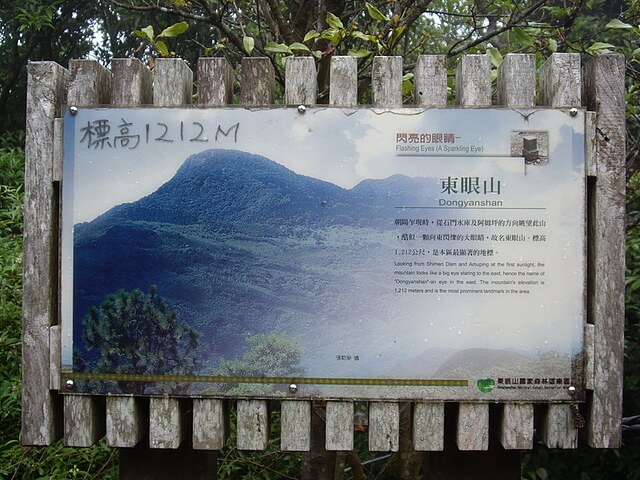 標高1212M
閃亮的眼睛-
Flashing Eyes (A Sparkling Eye)
東眼山
Dongyanshan
朝陽乍現時，從石門水庫及阿姆坪的方向眺望此山
，酷似一顆向東閃爍的大眼睛，故名東眼山。標高
1,212公尺，是本區最顯著的地標。
Looking from Shimen Dam and Amuping at the first sunlight, the
mountain looks like a big eye staring to the east, hence the name of
"Dongyanshan"-an eye in the east. The mountain's elevation is
1,212 meters and is the most prominent landmark in the area.
攝
東眼山國家森林遊樂區